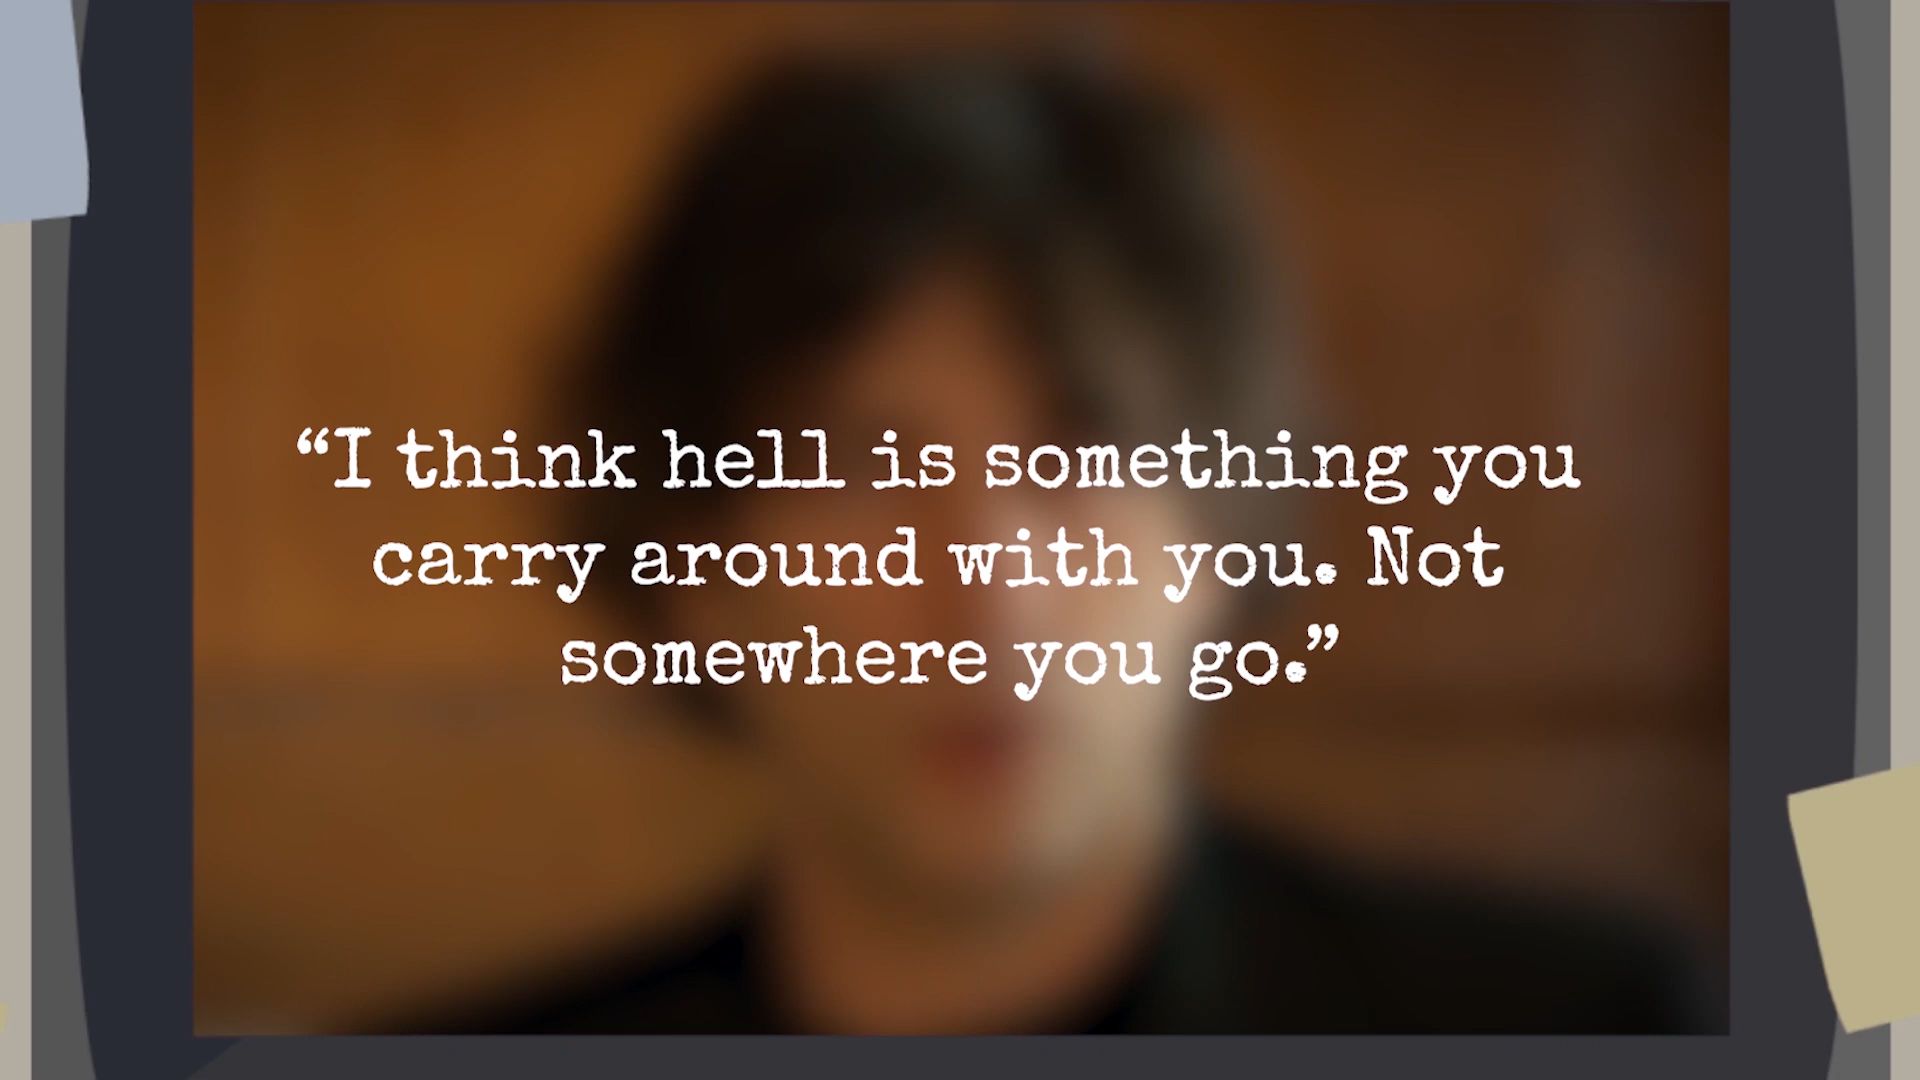 “I think hell is something you
carry around with you. Not
somewhere you go.”